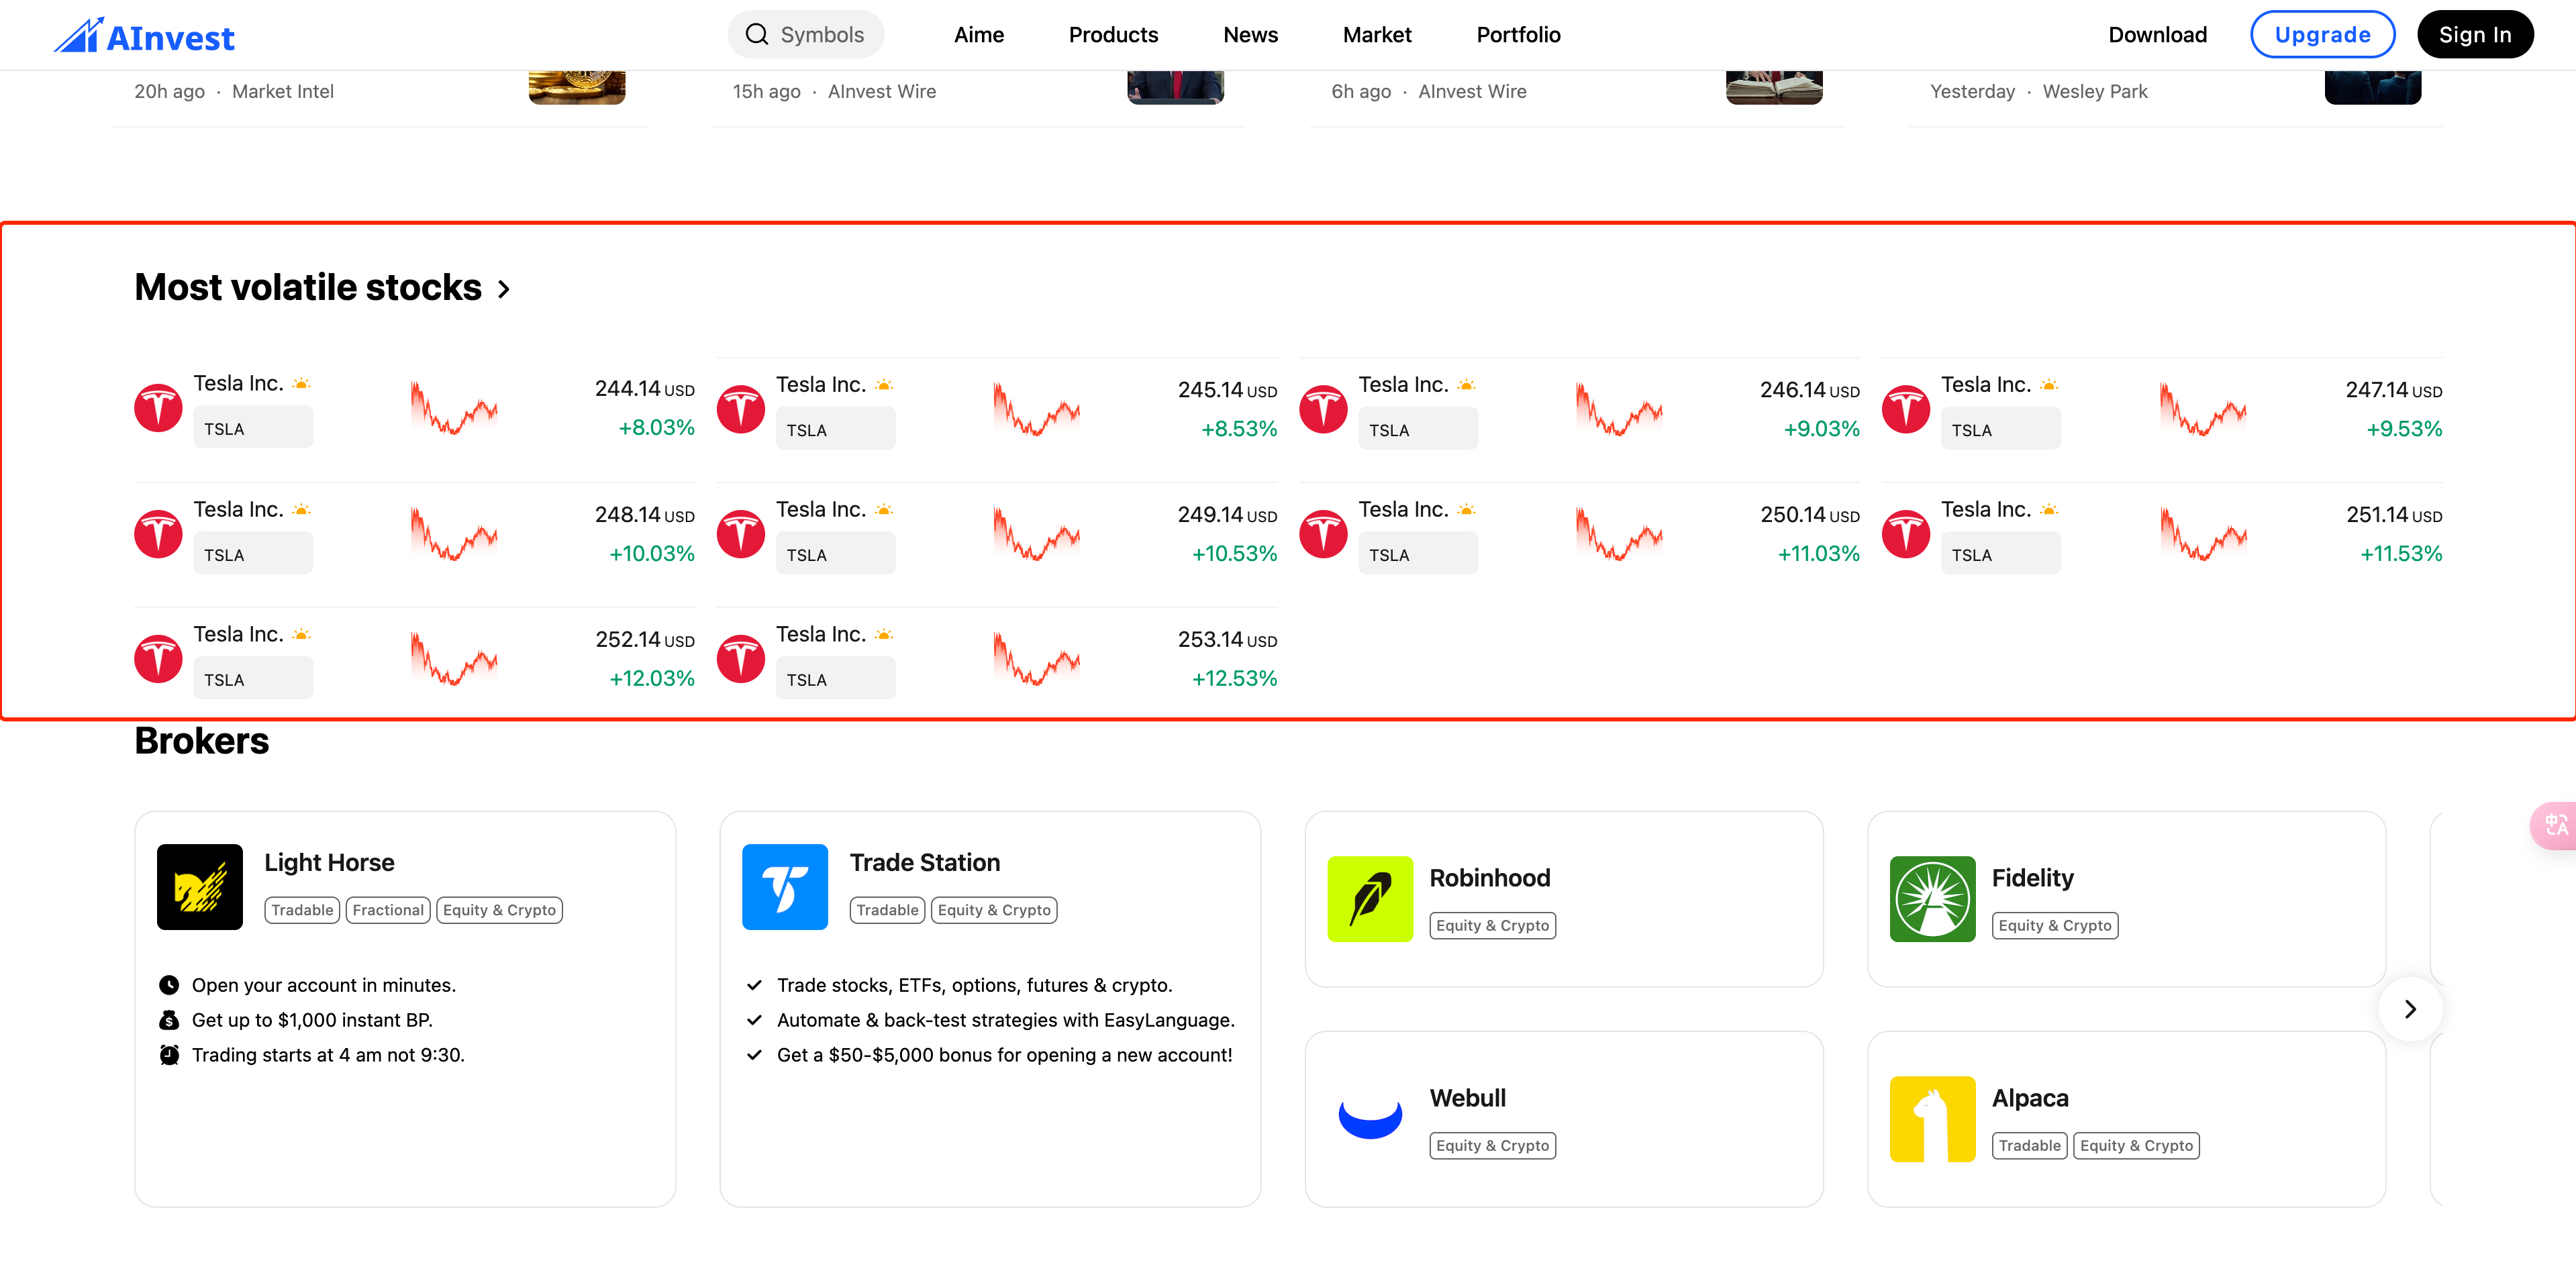 AInvest
Symbols
Aime
Products
News
Market
Portfolio
Download
Upgrade
Sign In
20h ago · Market Intel
15h ago · AInvest Wire
6h ago · AInvest Wire
Yesterday · Wesley Park
Most volatile stocks
Tesla Inc.
TSLA
244.14 USD
+8.03%
Tesla Inc.
TSLA
245.14 USD
+8.53%
Tesla Inc.
TSLA
246.14 USD
+9.03%
Tesla Inc.
TSLA
247.14 USD
+9.53%
Tesla Inc.
TSLA
248.14 USD
+10.03%
Tesla Inc.
TSLA
249.14 USD
+10.53%
Tesla Inc.
TSLA
250.14 USD
+11.03%
Tesla Inc.
TSLA
251.14 USD
+11.53%
Tesla Inc.
TSLA
252.14 USD
+12.03%
Tesla Inc.
TSLA
253.14 USD
+12.53%
Brokers
Light Horse
Tradable
Fractional
Equity & Crypto
Open your account in minutes.
Get up to $1,000 instant BP.
Trading starts at 4 am not 9:30.
Trade Station
Tradable
Equity & Crypto
Trade stocks, ETFs, options, futures & crypto.
Automate & back-test strategies with EasyLanguage.
Get a $50-$5,000 bonus for opening a new account!
Robinhood
Equity & Crypto
Fidelity
Equity & Crypto
Webull
Equity & Crypto
Alpaca
Tradable
Equity & Crypto
中A